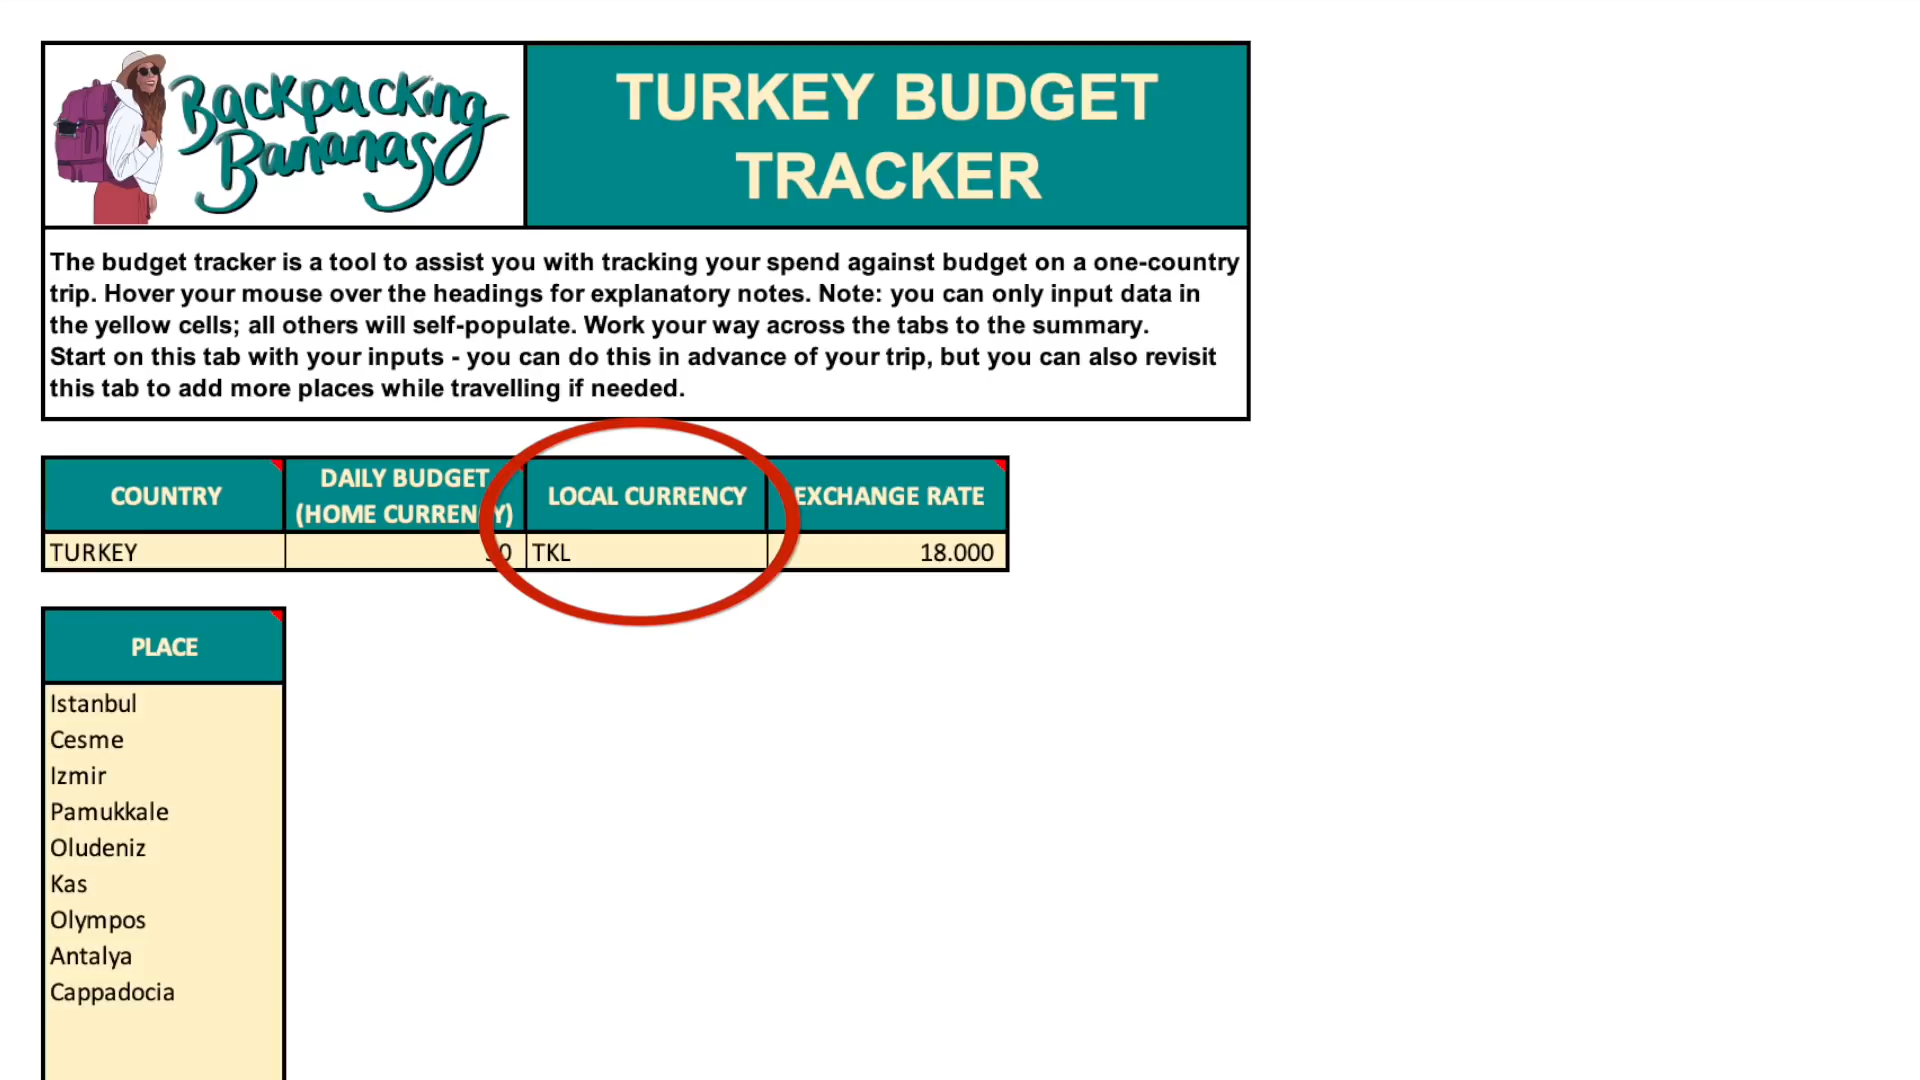 Backpacking
Bananas
TURKEY BUDGET
TRACKER
The budget tracker is a tool to assist you with tracking your spend against budget on a one-country
trip. Hover your mouse over the headings for explanatory notes. Note: you can only input data in
the yellow cells; all others will self-populate. Work your way across the tabs to the summary.
Start on this tab with your inputs - you can do this in advance of your trip, but you can also revisit
this tab to add more places while travelling if needed.
COUNTRY
DAILY BUDGET
(HOME CURRENCY)
LOCAL CURRENCY
EXCHANGE RATE
TURKEY
TKL
18.000
PLACE
Istanbul
Cesme
Izmir
Pamukkale
Oludeniz
Kas
Olympos
Antalya
Cappadocia